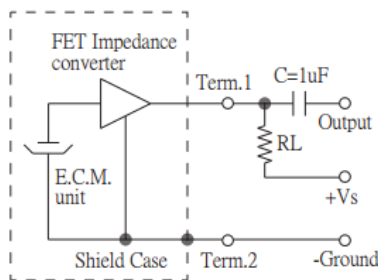 FET Impedance
converter
Term.1
C=1uF
Output
RL
E.C.M.
unit
+Vs
Shield Case
Term.2
-Ground